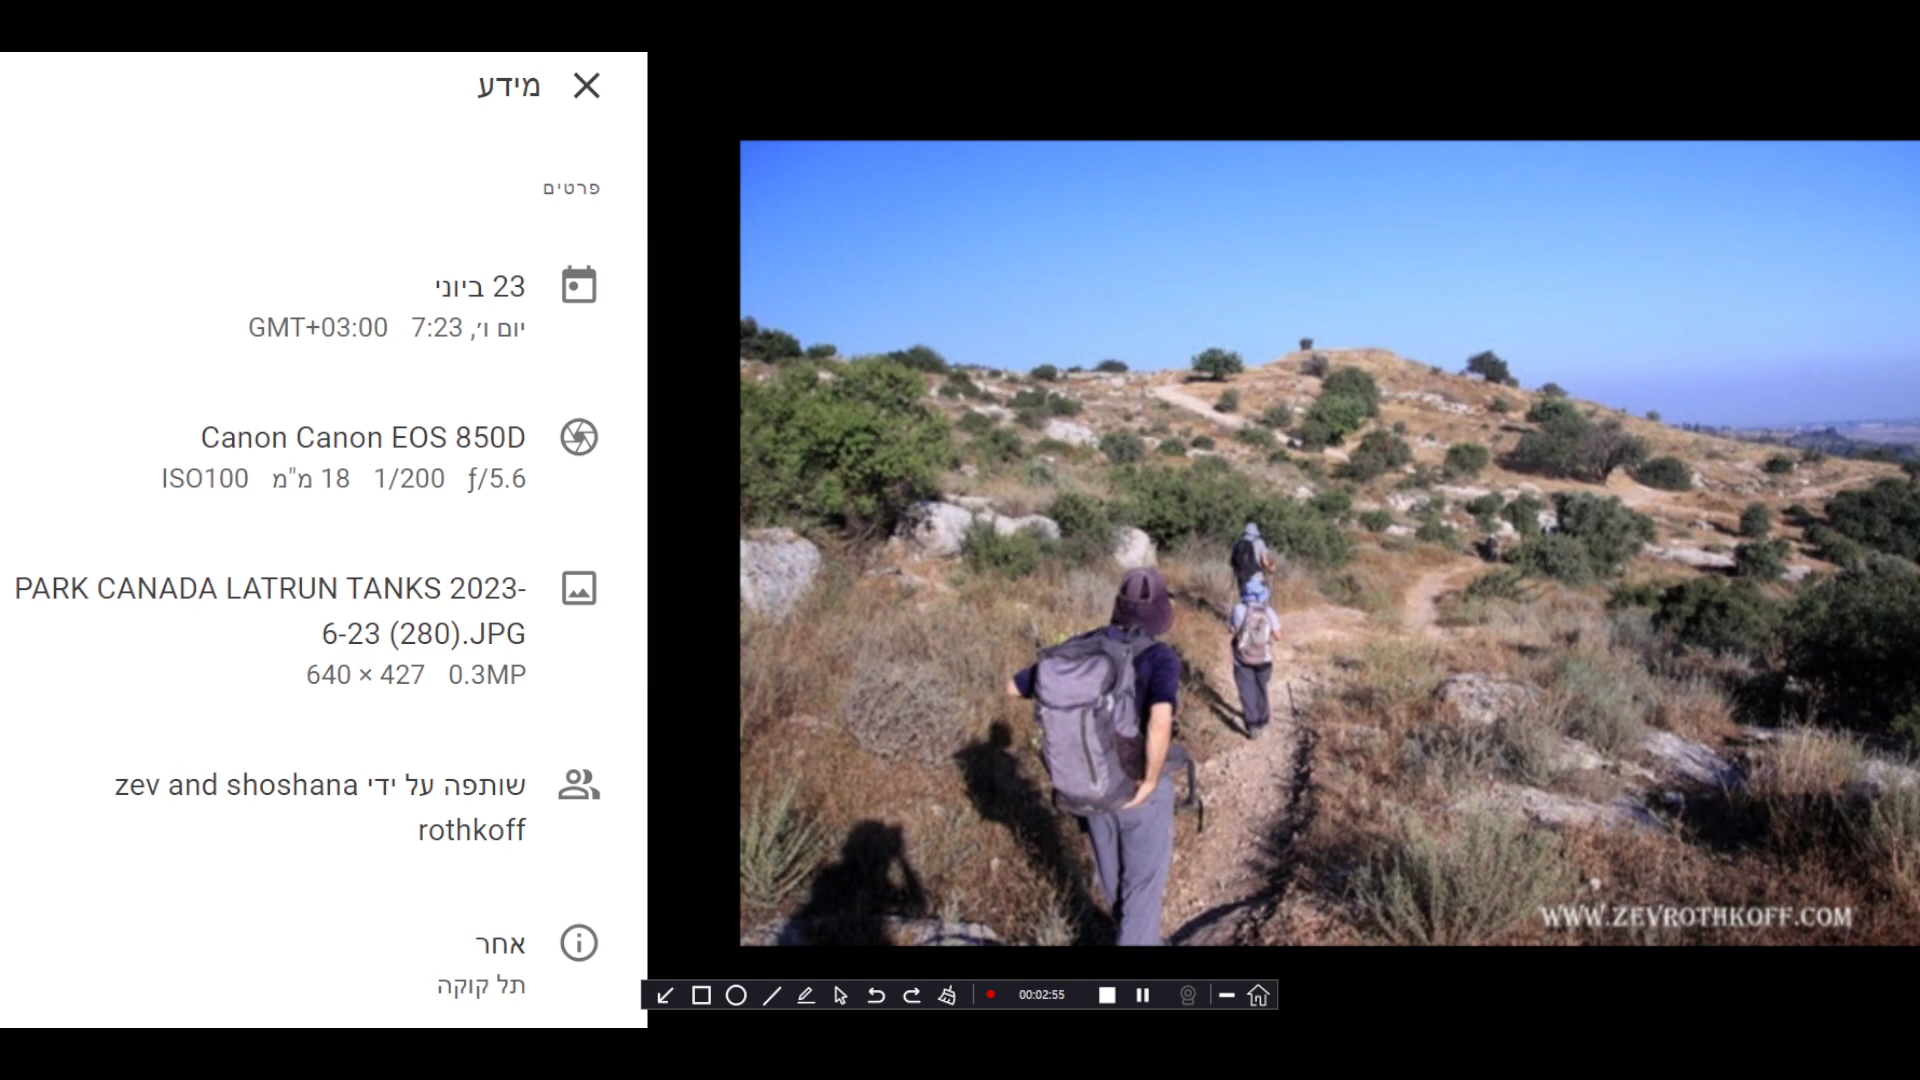 מידע
פרטים
23 ביוני
יום ו׳, 7:23 GMT+03:00
Canon Canon EOS 850D
ƒ/5.6 1/200 18 מ"מ ISO100
PARK CANADA LATRUN TANKS 2023-
6-23 (280).JPG
640 × 427 0.3MP
שותפה על ידי zev and shoshana
rothkoff
אחר
תל קוקה
WWW.ZEVROTHKOFF.COM
00:02:55